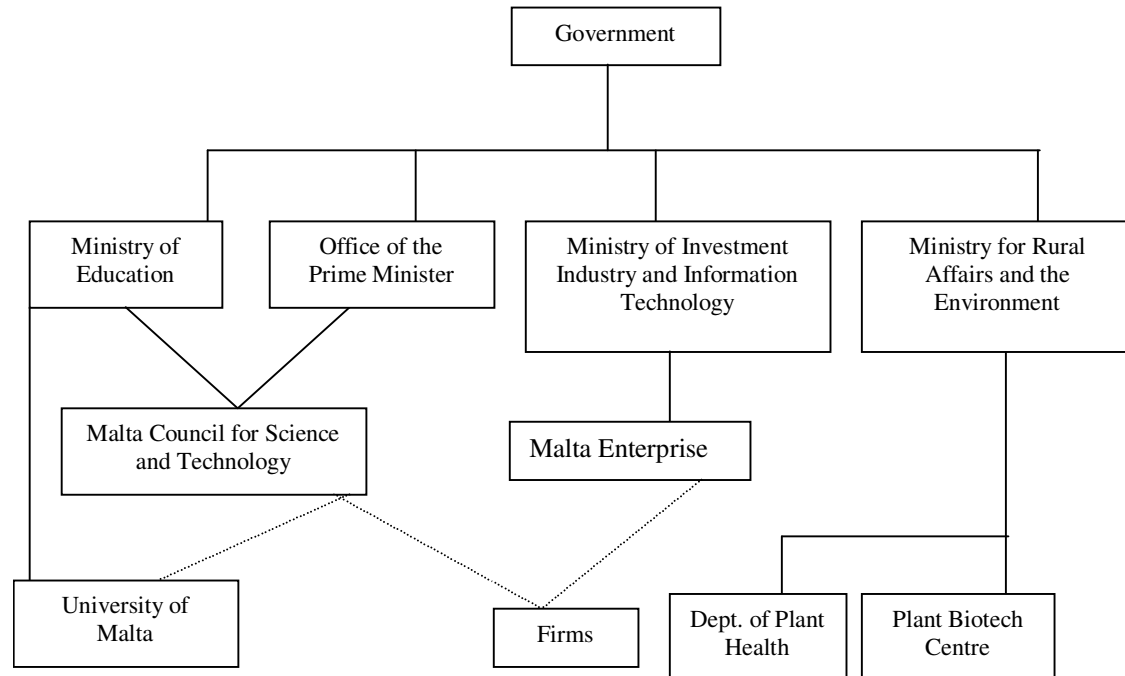 Government
Ministry of
Education
Office of the
Prime Minister
Ministry of Investment
Industry and Information
Technology
Ministry for Rural
Affairs and the
Environment
Malta Council for Science
and Technology
Malta Enterprise
University of
Malta
Firms
Dept. of Plant
Health
Plant Biotech
Centre